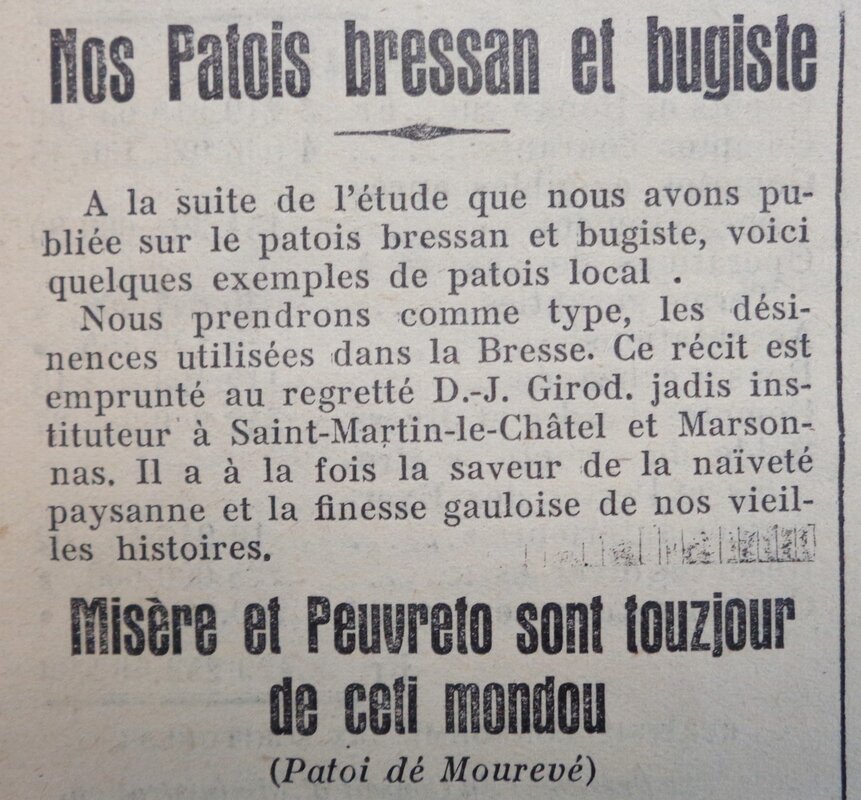 Nos Patois bressan et bugiste
A la suite de l'étude que nous avons pu-
bliée sur le patois bressan et bugiste, voici
quelques exemples de patois local .
Nous prendrons comme type, les dési-
nences utilisées dans la Bresse. Ce récit est
emprunté au regretté D.-J. Girod. jadis ins-
tituteur à Saint-Martin-le-Châtel et Marson-
nas. Il a à la fois la saveur de la naïveté
paysanne et la finesse gauloise de nos vieil-
les histoires.
Misère et Peuvreto sont touzjour
de ceti mondou
(Patoi dé Mourevé)